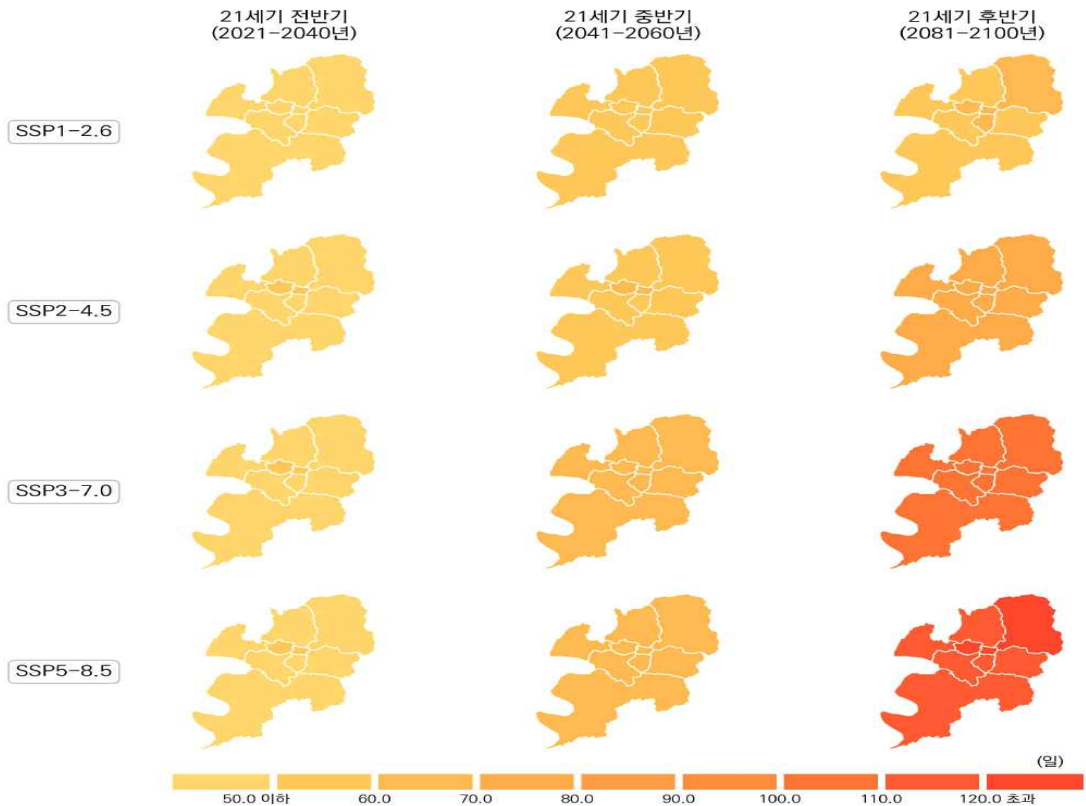 21세기 전반기
(2021-2040년)
21세기 중반기
(2041-2060년)
21세기 후반기
(2081-2100년)
SSP1-2.6
SSP2-4.5
SSP3-7.0
SSP5-8.5
(일)
50.0 이하 60.0 70.0 80.0 90.0 100.0 110.0 120.0 초과